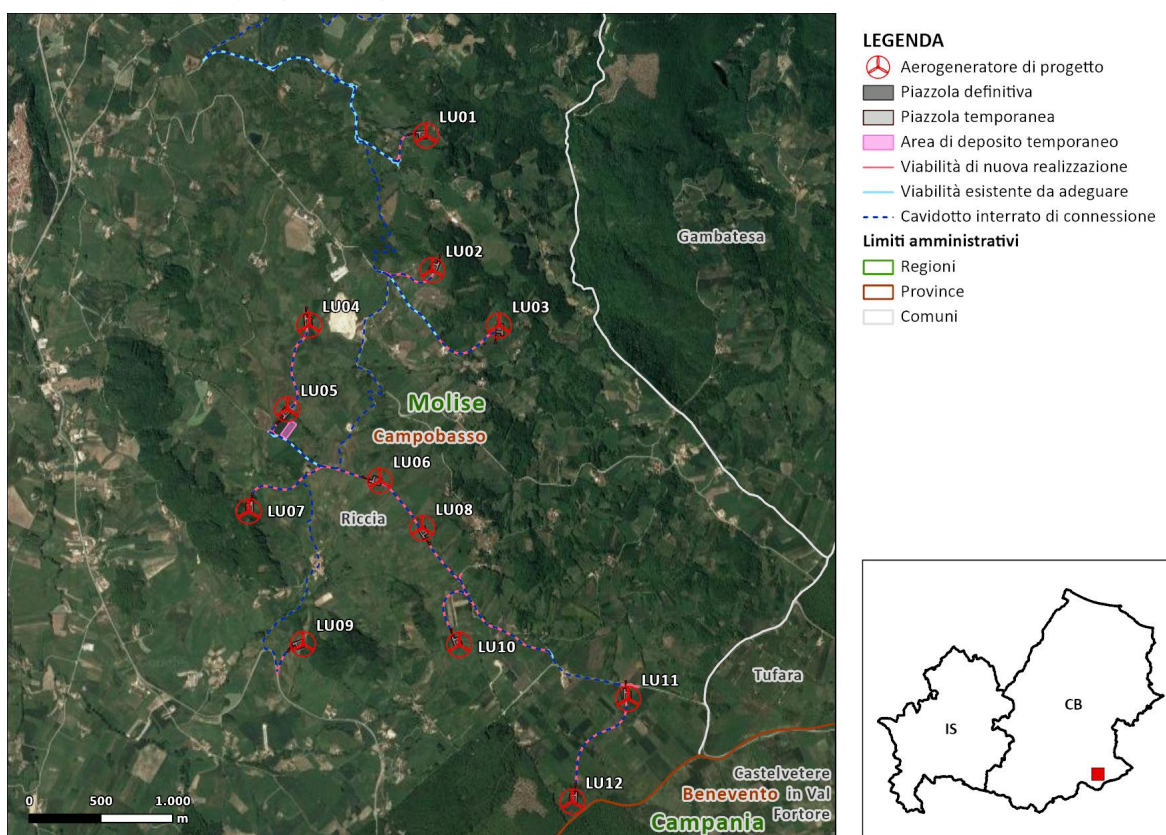 LU01
Gambatesa
LU02
LU03
LU04
LU05
Molise
Campobasso
LU06
LU07
Riccia
LU08
LU09
LU10
LU11
Tufara
LU12
Castelvetere
Benevento in Val
Fortore
Campania
0 500 1.000
m
LEGENDA
Aerogeneratore di progetto
Piazzola definitiva
Piazzola temporanea
Area di deposito temporaneo
Viabilità di nuova realizzazione
Viabilità esistente da adeguare
Cavidotto interrato di connessione
Limiti amministrativi
Regioni
Province
Comuni
IS
CB